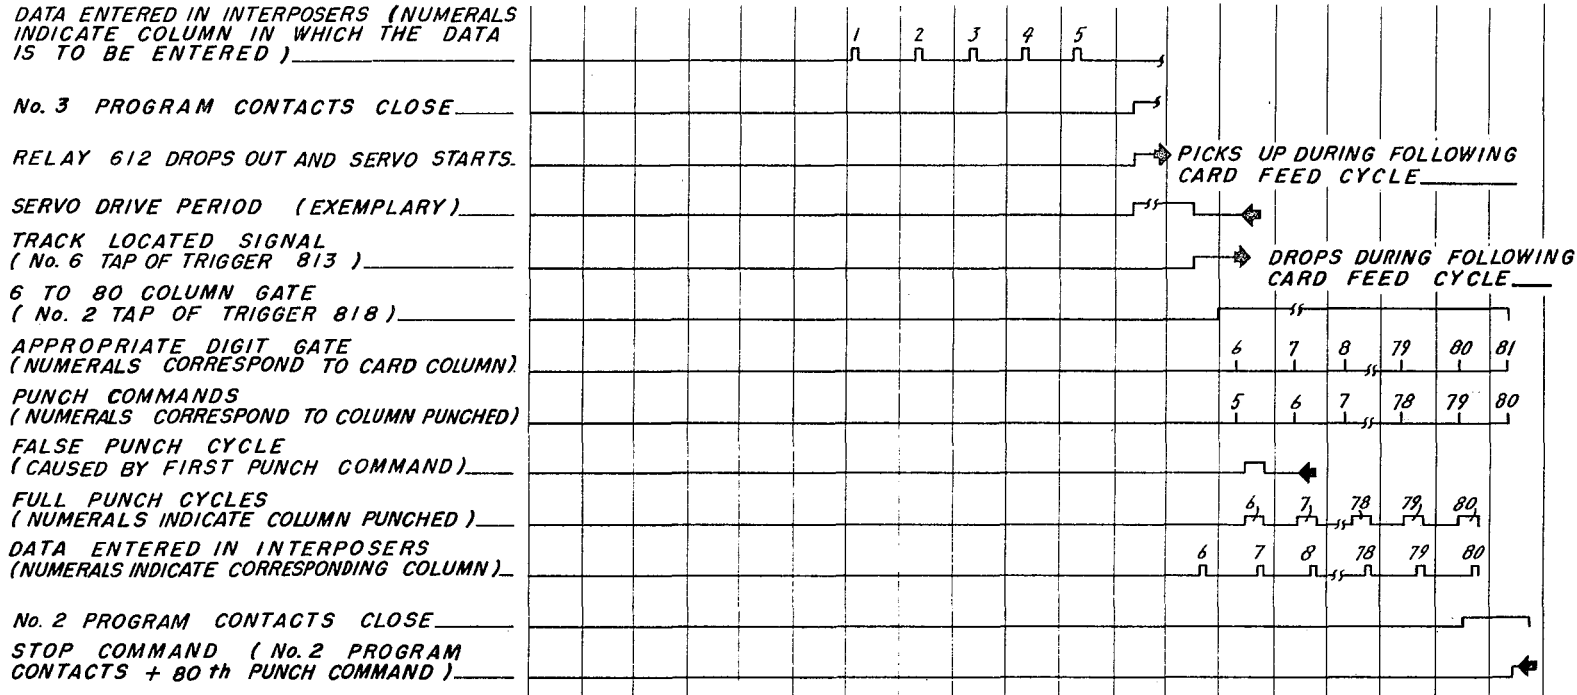 DATA ENTERED IN INTERPOSERS (NUMERALS
INDICATE COLUMN IN WHICH THE DATA
IS TO BE ENTERED)
1 2 3 4 5
No. 3 PROGRAM CONTACTS CLOSE
RELAY 612 DROPS OUT AND SERVO STARTS
PICKS UP DURING FOLLOWING
CARD FEED CYCLE
SERVO DRIVE PERIOD (EXEMPLARY)
TRACK LOCATED SIGNAL
(No. 6 TAP OF TRIGGER 813)
DROPS DURING FOLLOWING
CARD FEED CYCLE
6 TO 80 COLUMN GATE
(No. 2 TAP OF TRIGGER 818)
APPROPRIATE DIGIT GATE
(NUMERALS CORRESPOND TO CARD COLUMN)
6 7 8 79 80 81
PUNCH COMMANDS
(NUMERALS CORRESPOND TO COLUMN PUNCHED)
5 6 7 78 79 80
FALSE PUNCH CYCLE
(CAUSED BY FIRST PUNCH COMMAND)
FULL PUNCH CYCLES
(NUMERALS INDICATE COLUMN PUNCHED)
6 7 78 79 80
DATA ENTERED IN INTERPOSERS
(NUMERALS INDICATE CORRESPONDING COLUMN)
6 7 8 78 79 80
No. 2 PROGRAM CONTACTS CLOSE
STOP COMMAND (No. 2 PROGRAM
CONTACTS + 80 th PUNCH COMMAND)